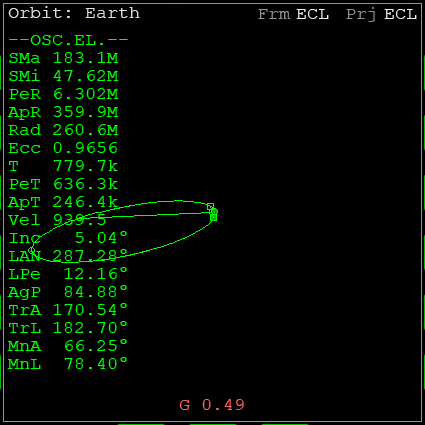 Orbit: Earth Frm ECL Prj ECL
--OSC.EL.--
SMa 183.1M
SMi 47.62M
PeR 6.302M
ApR 359.9M
Rad 260.6M
Ecc 0.9656
T 779.7k
PeT 636.3k
ApT 246.4k
Vel 939.5
Inc 5.04°
LAN 287.28°
LPe 12.16°
AgP 84.88°
TrA 170.54°
TrL 182.70°
MnA 66.25°
MnL 78.40°
G 0.49